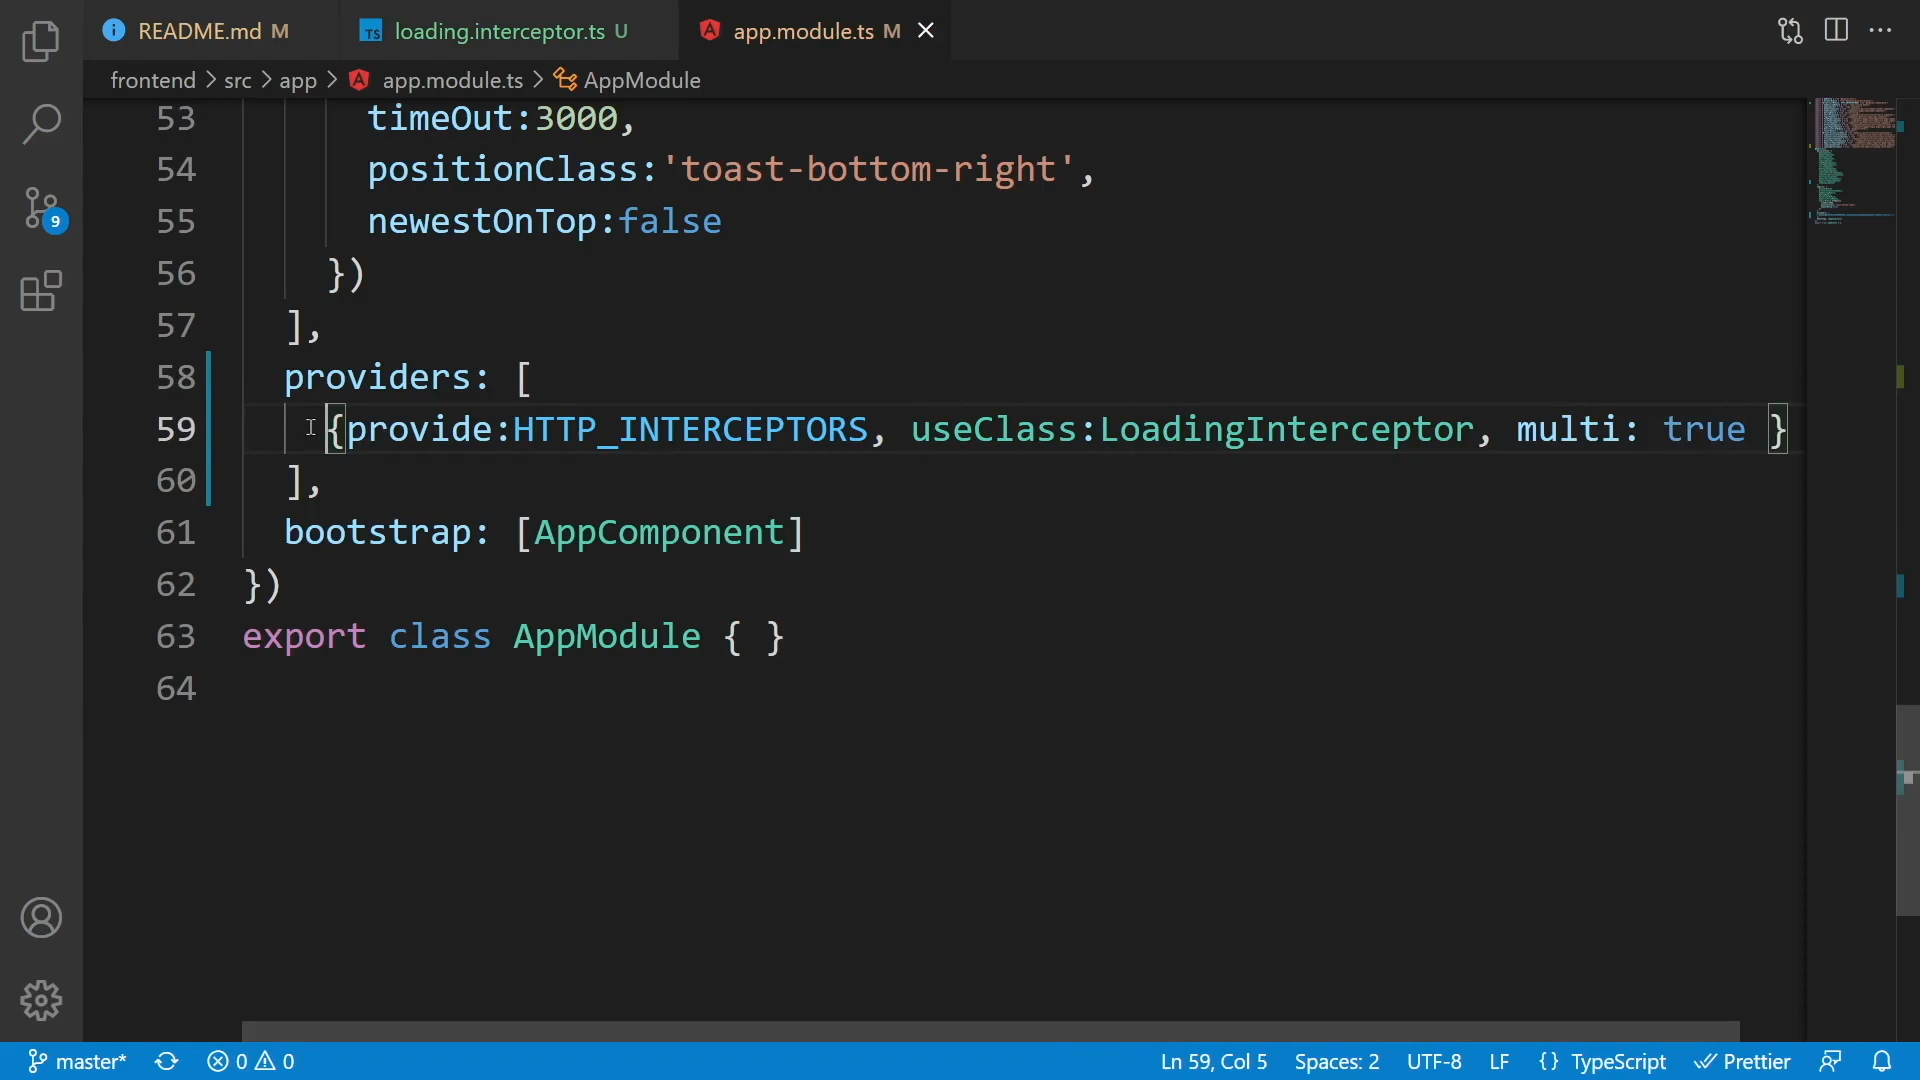 README.md M
TS loading.interceptor.ts U
app.module.ts M
frontend > src > app > app.module.ts > AppModule
9
53 timeOut:3000,
54 positionClass:'toast-bottom-right',
55 newestOnTop:false
56 })
57 ],
58 providers: [
59 {provide:HTTP_INTERCEPTORS, useClass:LoadingInterceptor, multi: true }
60 ],
61 bootstrap: [AppComponent]
62 })
63 export class AppModule { }
64
master* 0 0 Ln 59, Col 5 Spaces: 2 UTF-8 LF {} TypeScript Prettier